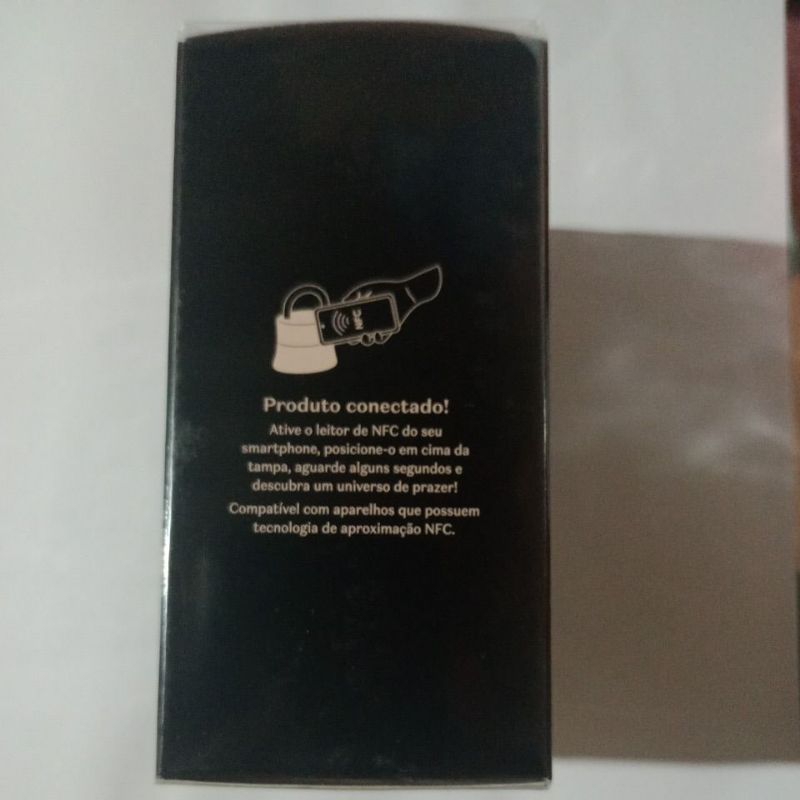 NFC
Produto conectado!
Ative o leitor de NFC do seu
smartphone, posicione-o em cima da
tampa, aguarde alguns segundos e
descubra um universo de prazer!
Compatível com aparelhos que possuem
tecnologia de aproximação NFC.